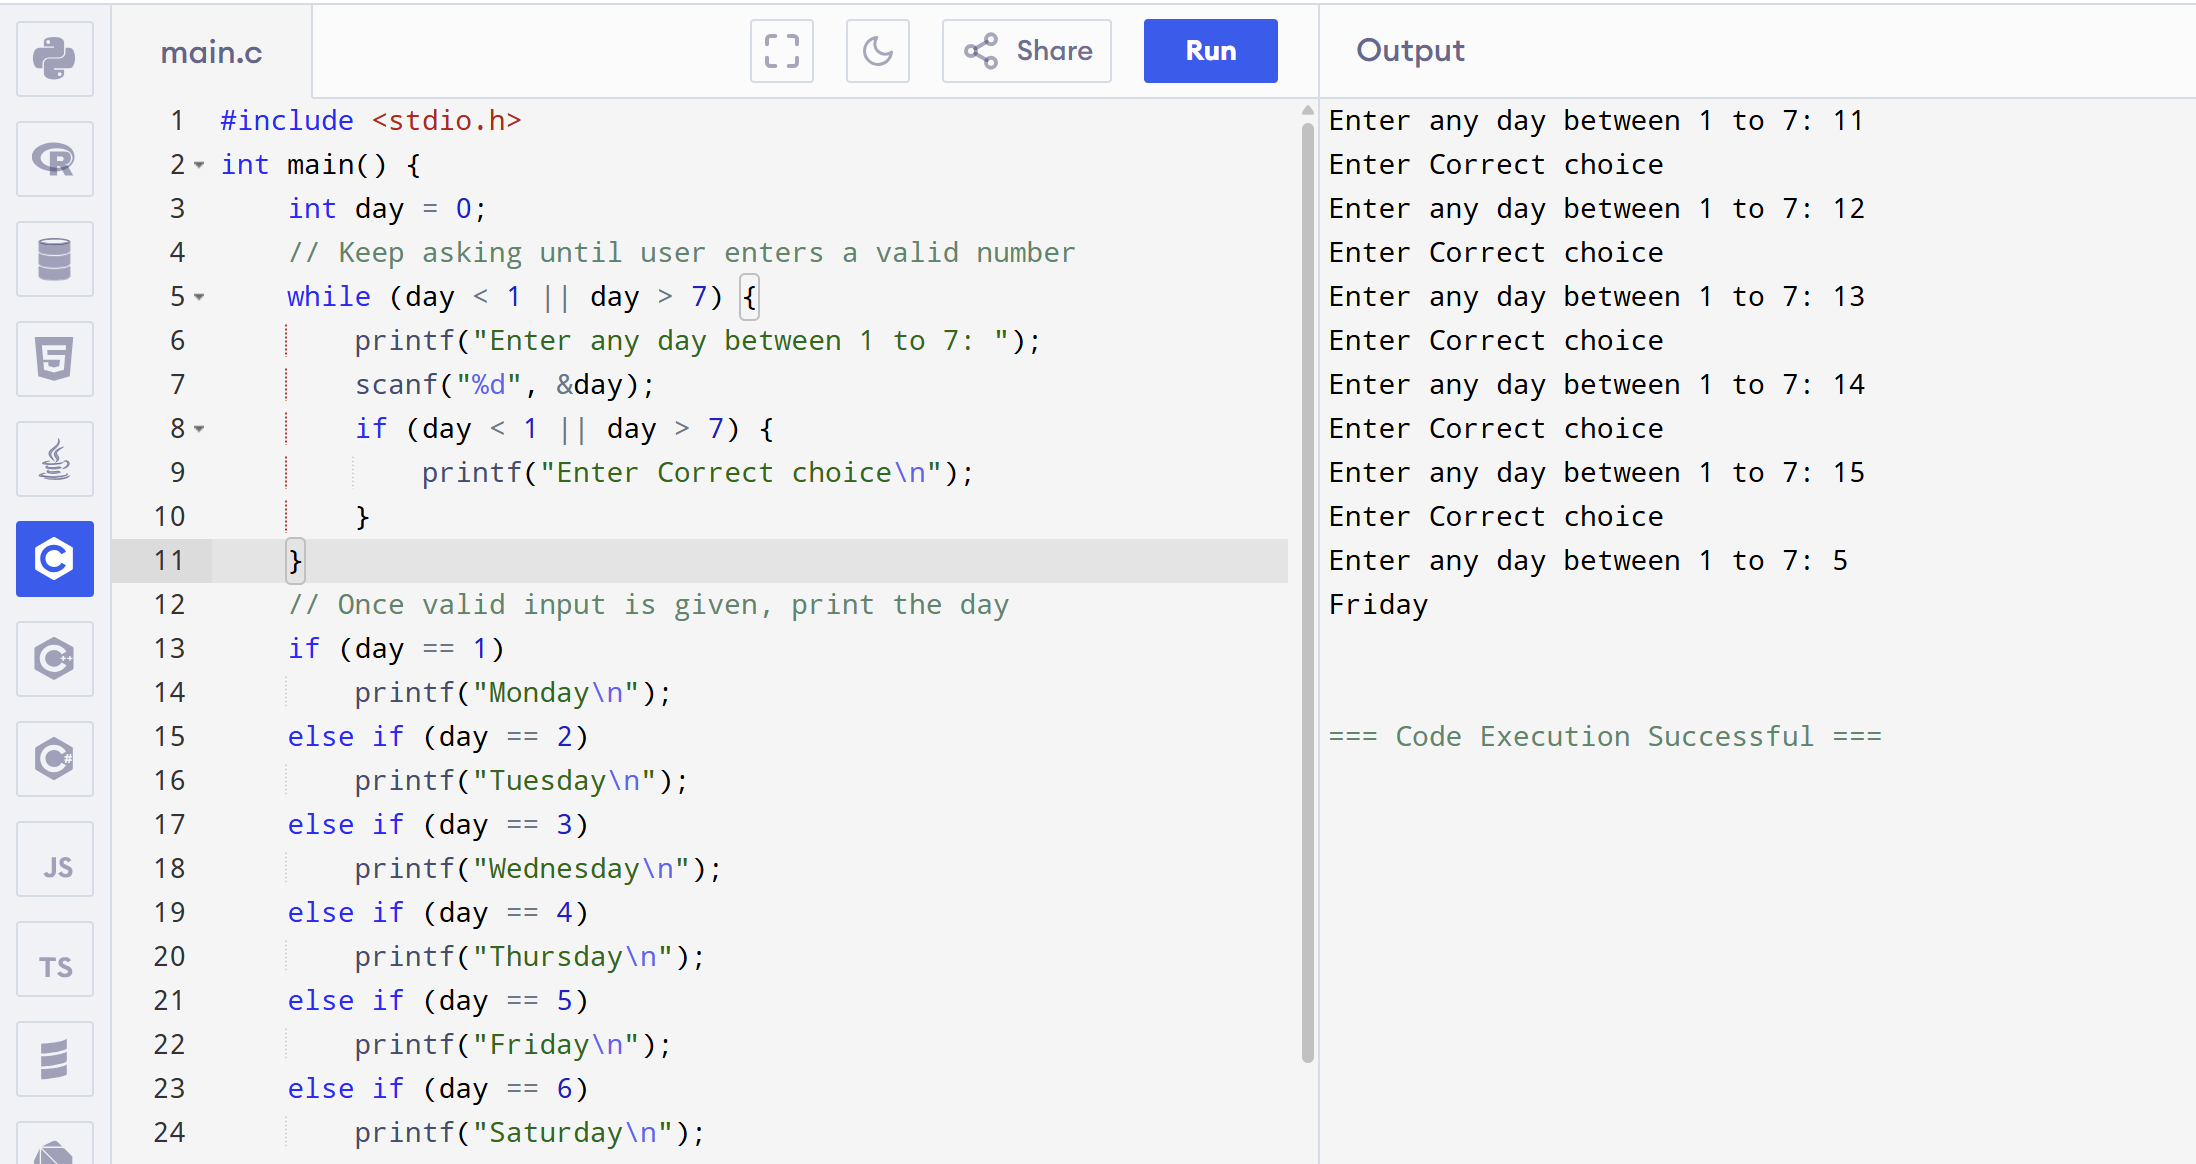 main.c
Share
Run
Output
1 #include <stdio.h>
2 int main() {
3     int day = 0;
4     // Keep asking until user enters a valid number
5     while (day < 1 || day > 7) {
6         printf("Enter any day between 1 to 7: ");
7         scanf("%d", &day);
8         if (day < 1 || day > 7) {
9             printf("Enter Correct choice\n");
10         }
11     }
12     // Once valid input is given, print the day
13     if (day == 1)
14         printf("Monday\n");
15     else if (day == 2)
16         printf("Tuesday\n");
17     else if (day == 3)
18         printf("Wednesday\n");
19     else if (day == 4)
20         printf("Thursday\n");
21     else if (day == 5)
22         printf("Friday\n");
23     else if (day == 6)
24         printf("Saturday\n");
Enter any day between 1 to 7: 11
Enter Correct choice
Enter any day between 1 to 7: 12
Enter Correct choice
Enter any day between 1 to 7: 13
Enter Correct choice
Enter any day between 1 to 7: 14
Enter Correct choice
Enter any day between 1 to 7: 15
Enter Correct choice
Enter any day between 1 to 7: 5
Friday
=== Code Execution Successful ===
R
5
C
C++
C#
JS
TS